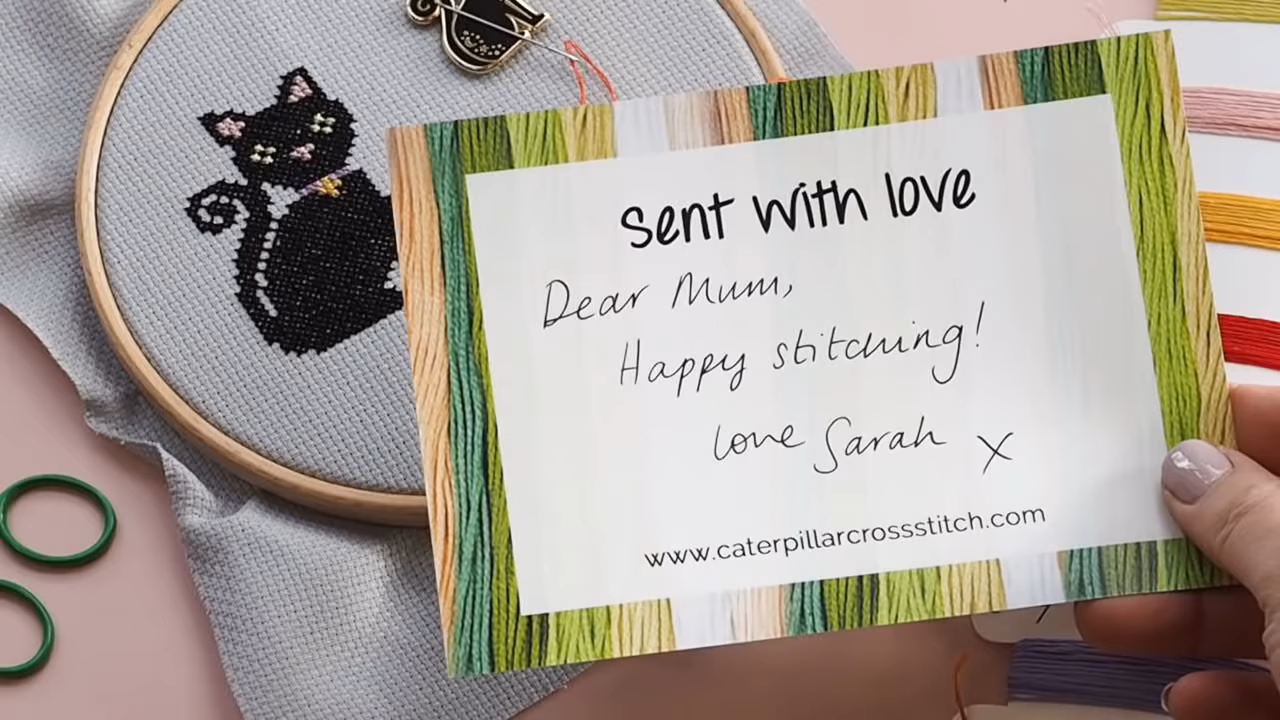 Sent with love
Dear Mum,
Happy stitching!
love Sarah x
www.caterpillarcrossstitch.com